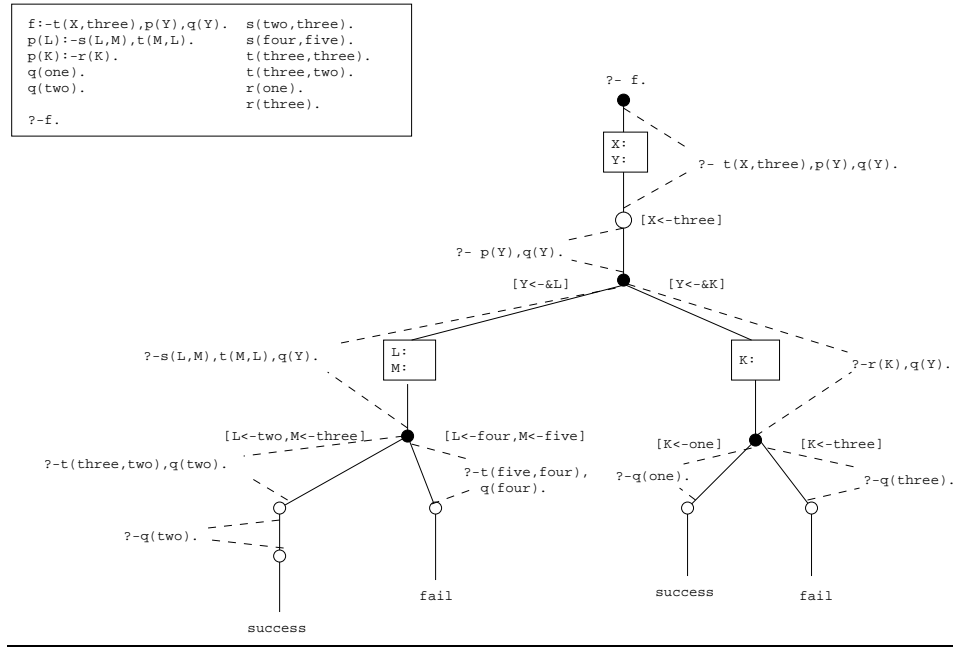 f:-t(X,three),p(Y),q(Y). s(two,three).
p(L):-s(L,M),t(M,L). s(four,five).
p(K):-r(K). t(three,three).
q(one). t(three,two).
q(two). r(one).
r(three).
?-f.
?- f.
X:
Y:
?- t(X,three),p(Y),q(Y).
[X<-three]
?- p(Y),q(Y).
[Y<-&L] [Y<-&K]
?-s(L,M),t(M,L),q(Y).
L:
M:
K:
?-r(K),q(Y).
[L<-two,M<-three] [L<-four,M<-five] [K<-one] [K<-three]
?-t(three,two),q(two).
?-t(five,four),
q(four).
?-q(one).
?-q(three).
?-q(two).
success
fail
success
fail